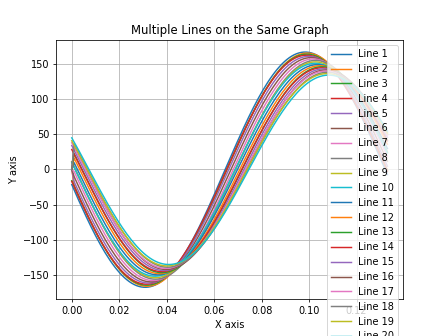 Multiple Lines on the Same Graph
Y axis
150
100
50
0
−50
−100
−150
0.00 0.02 0.04 0.06 0.08 0.10
X axis
Line 1
Line 2
Line 3
Line 4
Line 5
Line 6
Line 7
Line 8
Line 9
Line 10
Line 11
Line 12
Line 13
Line 14
Line 15
Line 16
Line 17
Line 18
Line 19
Line 20